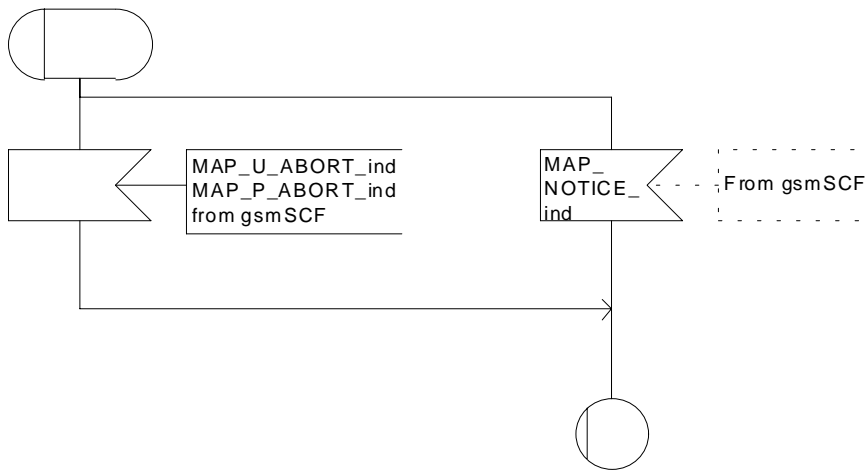 MAP_U_ABORT_ind
MAP_P_ABORT_ind
from gsmSCF
MAP_
NOTICE_
ind
From gsmSCF